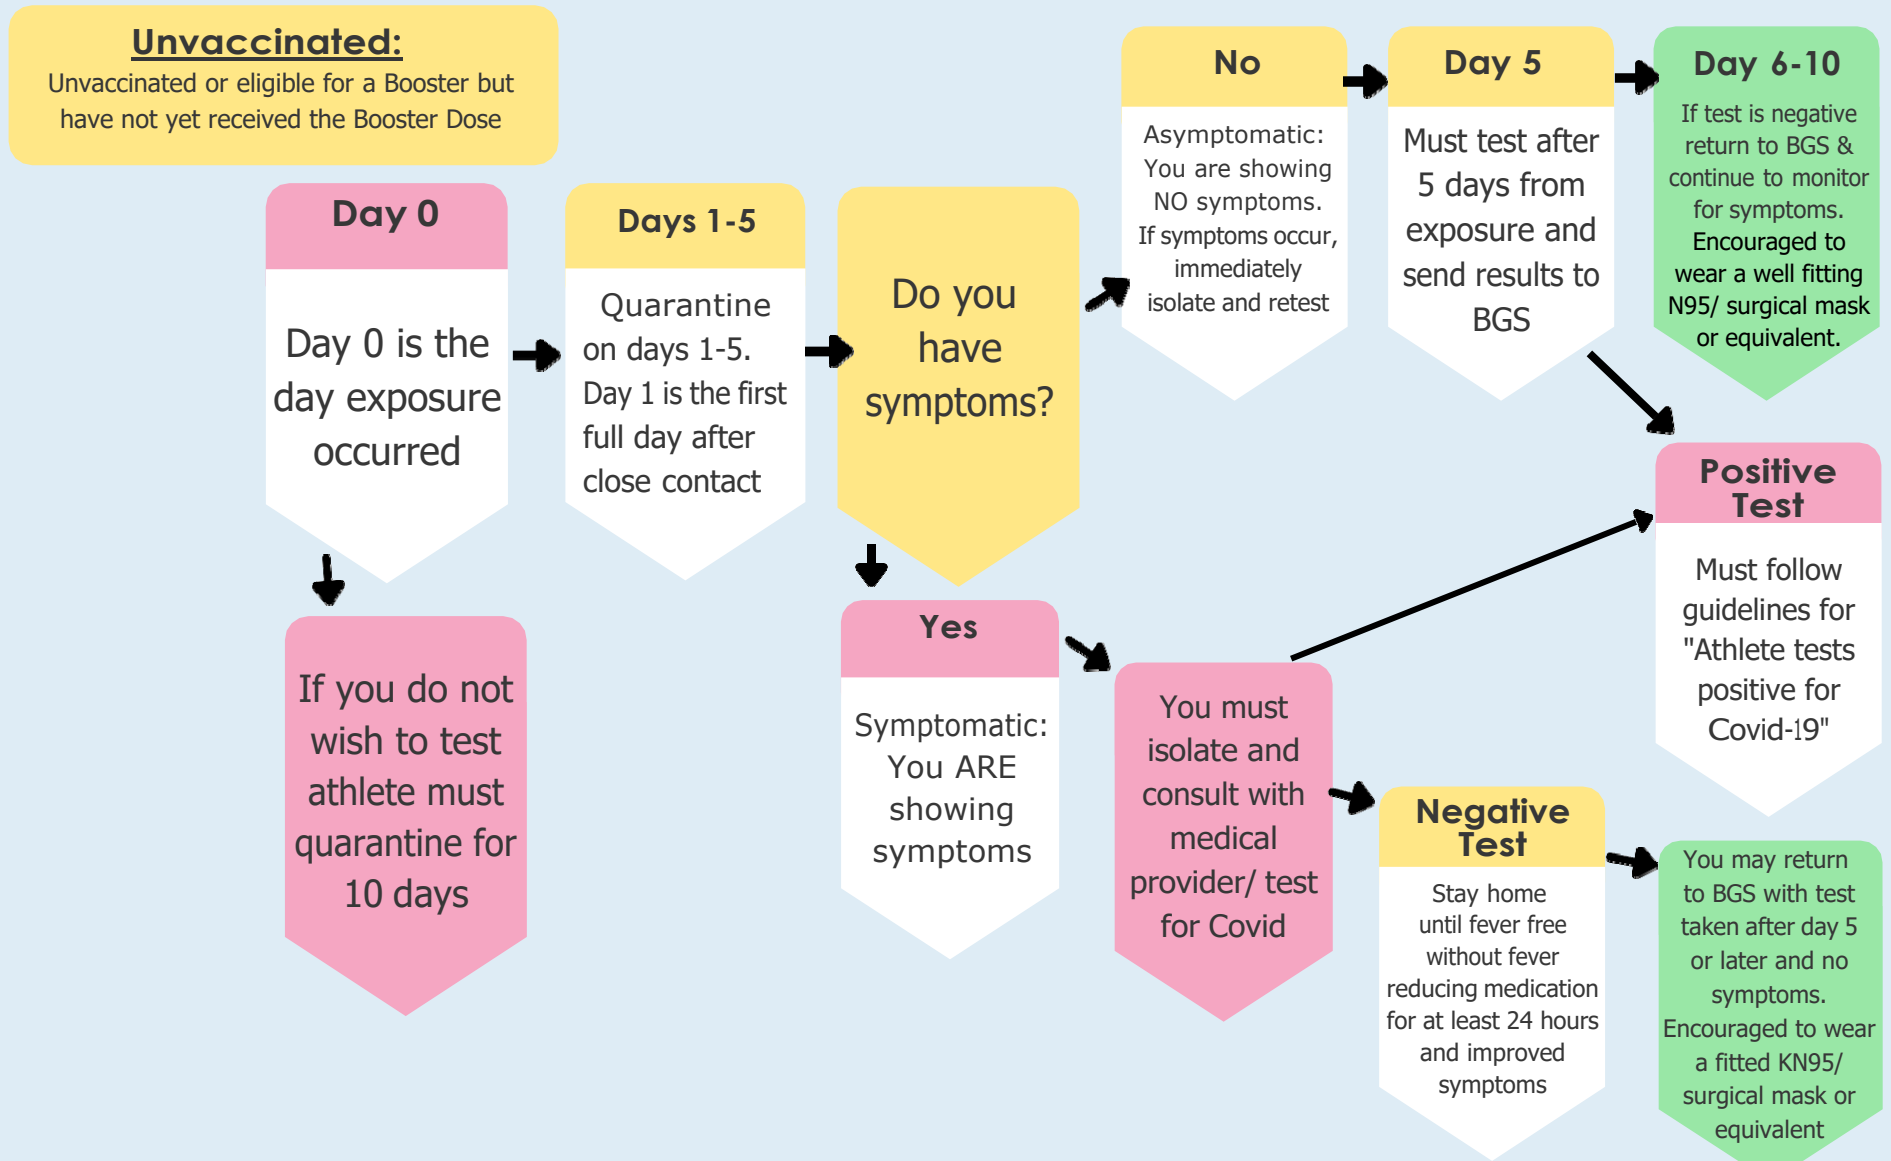 Unvaccinated:
Unvaccinated or eligible for a Booster but
have not yet received the Booster Dose
Day 0
Day 0 is the
day exposure
occurred
If you do not
wish to test
athlete must
quarantine for
10 days
Days 1-5
Quarantine
on days 1-5.
Day 1 is the first
full day after
close contact
Do you
have
symptoms?
No
Asymptomatic:
You are showing
NO symptoms.
If symptoms occur,
immediately
isolate and retest
Day 5
Must test after
5 days from
exposure and
send results to
BGS
Day 6-10
If test is negative
return to BGS &
continue to monitor
for symptoms.
Encouraged to
wear a well fitting
N95/ surgical mask
or equivalent.
Yes
Symptomatic:
You ARE
showing
symptoms
You must
isolate and
consult with
medical
provider/ test
for Covid
Positive
Test
Must follow
guidelines for
"Athlete tests
positive for
Covid-19"
Negative
Test
Stay home
until fever free
without fever
reducing medication
for at least 24 hours
and improved
symptoms
You may return
to BGS with test
taken after day 5
or later and no
symptoms.
Encouraged to wear
a fitted KN95/
surgical mask or
equivalent